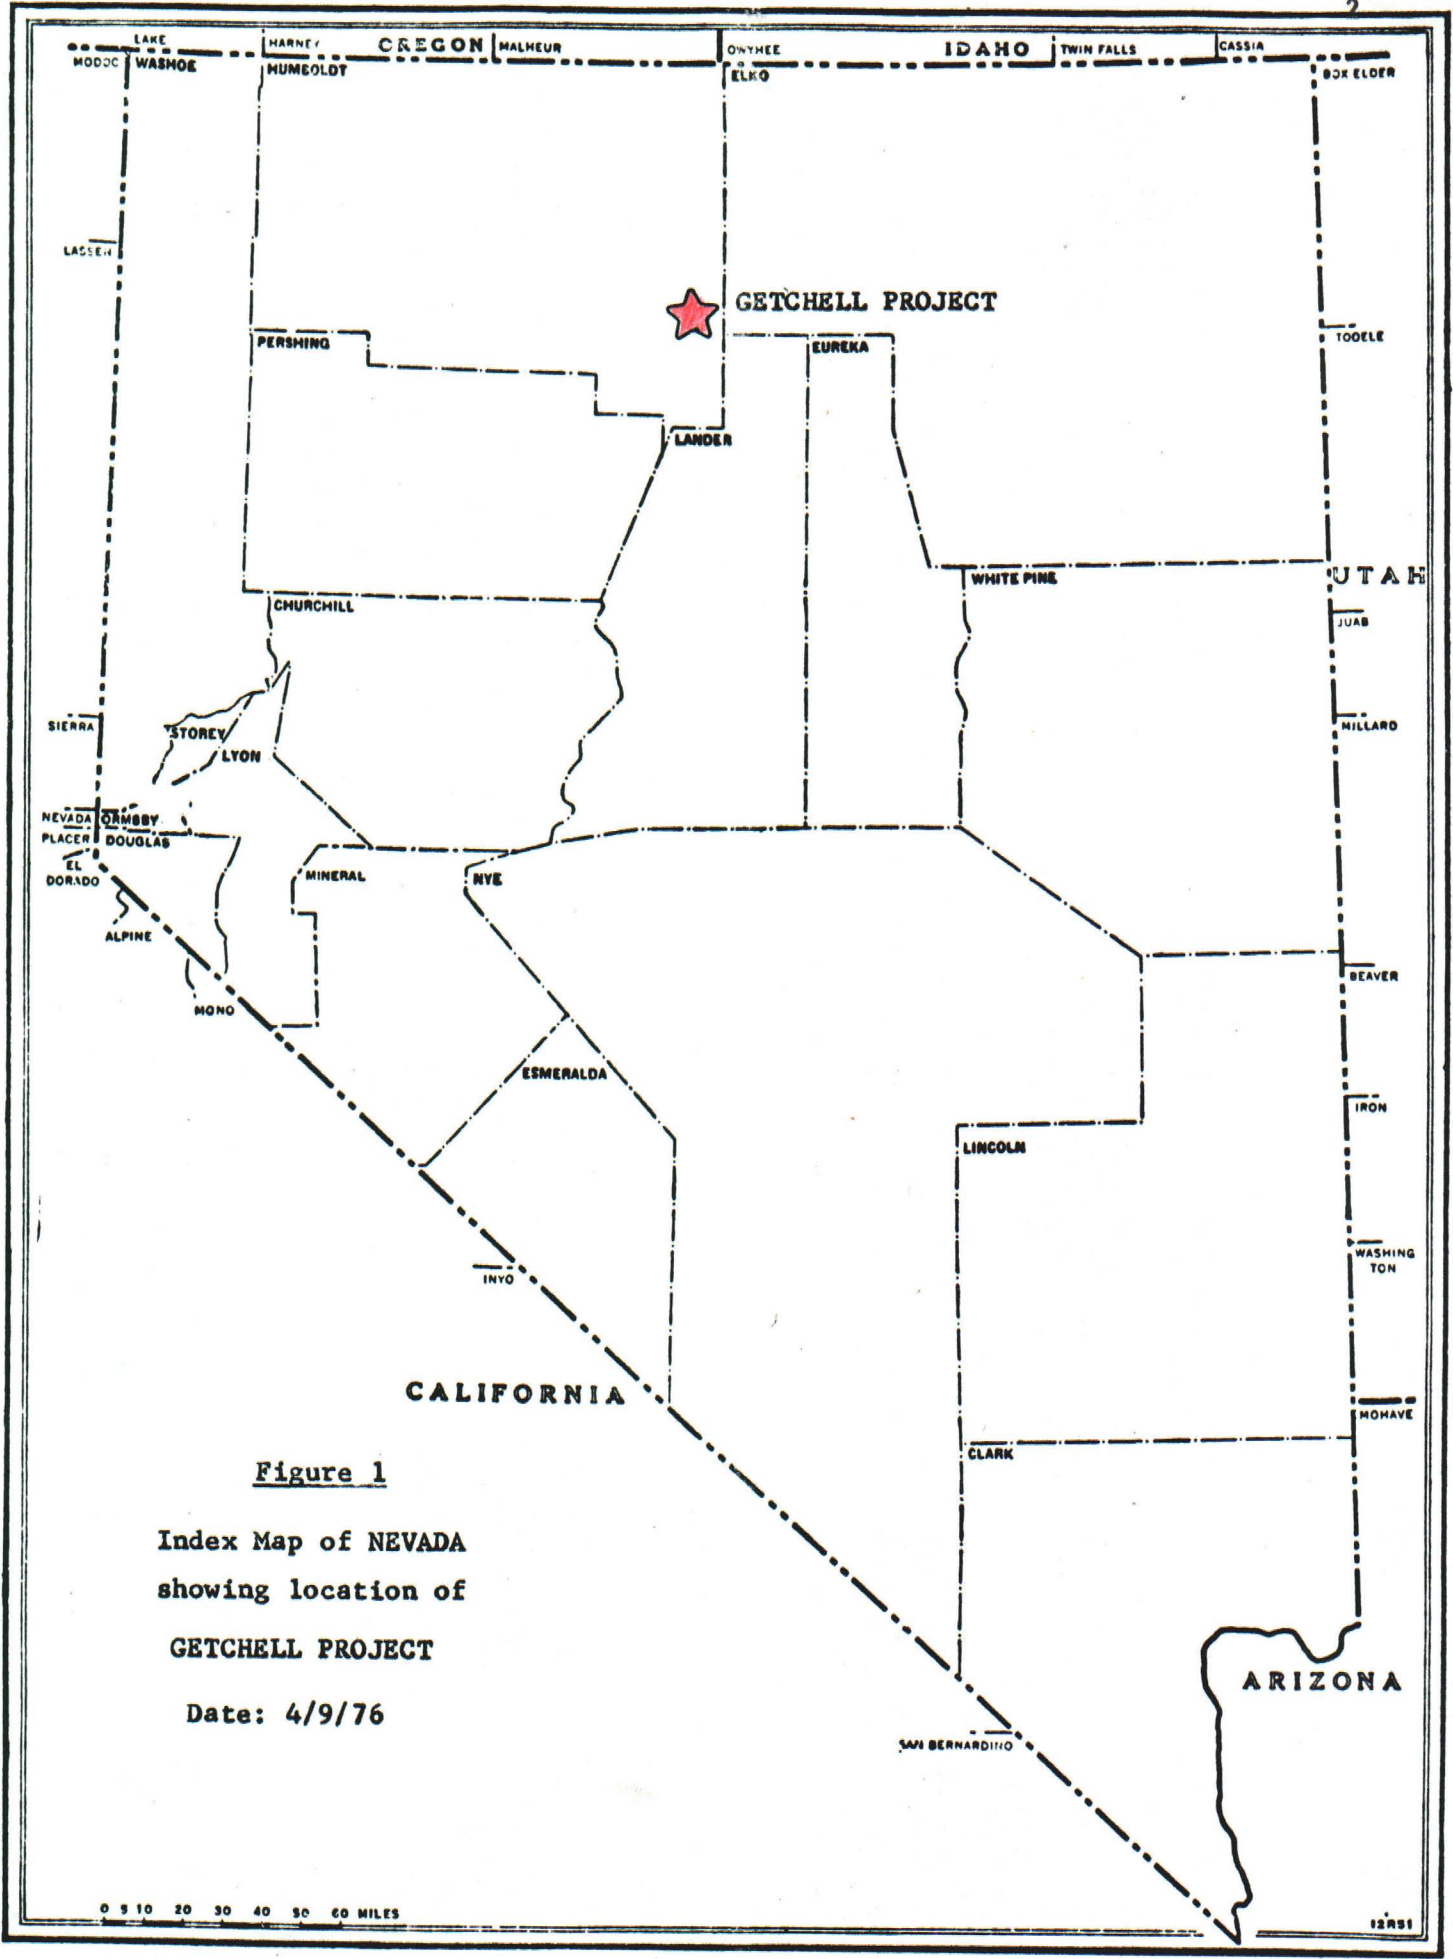 2
LAKE
HARNEY
OREGON
MALHEUR
OWYHEE
IDAHO
TWIN FALLS
CASSIA
MODOC
WASHOE
HUMBOLDT
ELKO
BOX ELDER
LASSEN
GETCHELL PROJECT
PERSHING
EUREKA
TOOELE
LANDER
WHITE PINE
UTAH
CHURCHILL
JUAB
SIERRA
STOREY
MILLARD
LYON
NEVADA
ORMSBY
PLACER
DOUGLAS
EL
DORADO
MINERAL
NYE
ALPINE
BEAVER
MONO
ESMERALDA
IRON
LINCOLN
WASHING
TON
INYO
CALIFORNIA
MOHAVE
CLARK
Figure 1
Index Map of NEVADA
showing location of
GETCHELL PROJECT
Date: 4/9/76
ARIZONA
SAN BERNARDINO
0 5 10 20 30 40 50 60 MILES
12R51